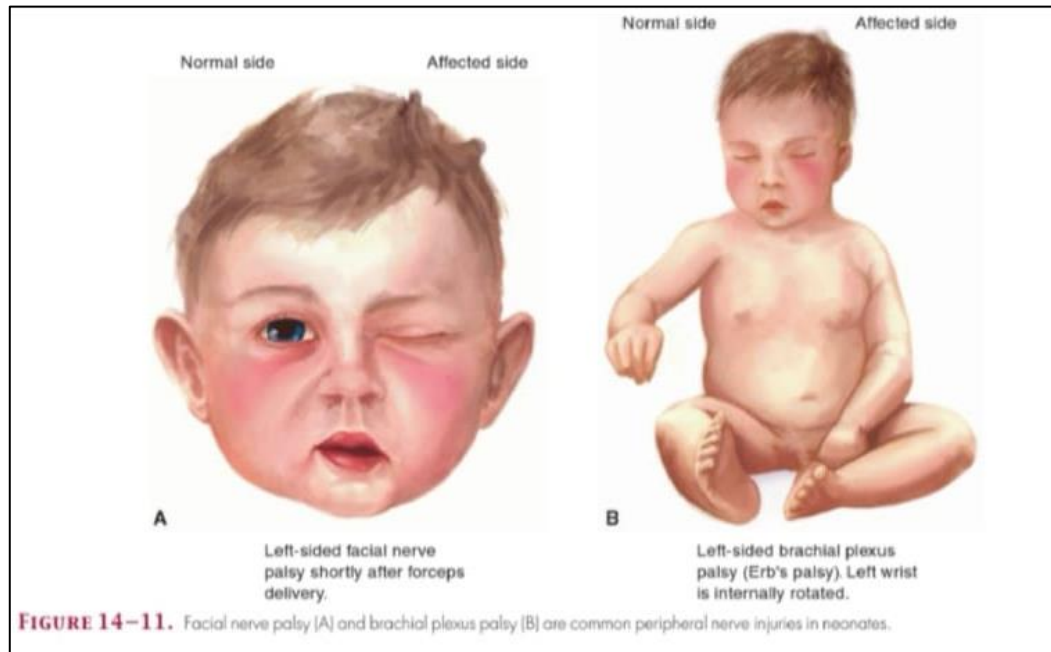 Normal side
Affected side
A
Left-sided facial nerve
palsy shortly after forceps
delivery.
Normal side
Affected side
B
Left-sided brachial plexus
palsy (Erb's palsy). Left wrist
is internally rotated.
FIGURE 14–11. Facial nerve palsy (A) and brachial plexus palsy (B) are common peripheral nerve injuries in neonates.